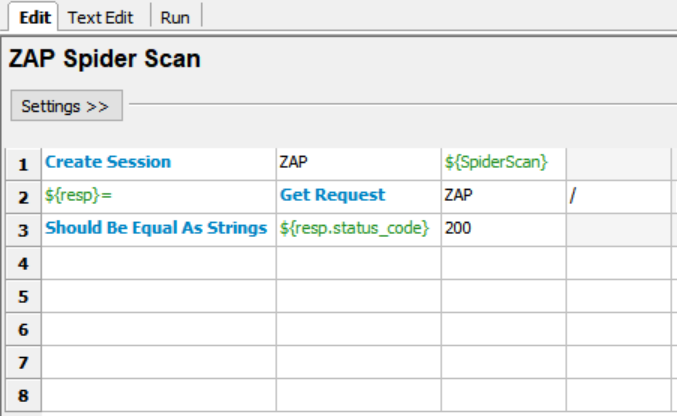 Edit Text Edit Run
ZAP Spider Scan
Settings >>
1 Create Session ZAP ${SpiderScan}
2 ${resp}= Get Request ZAP /
3 Should Be Equal As Strings ${resp.status_code} 200
4
5
6
7
8